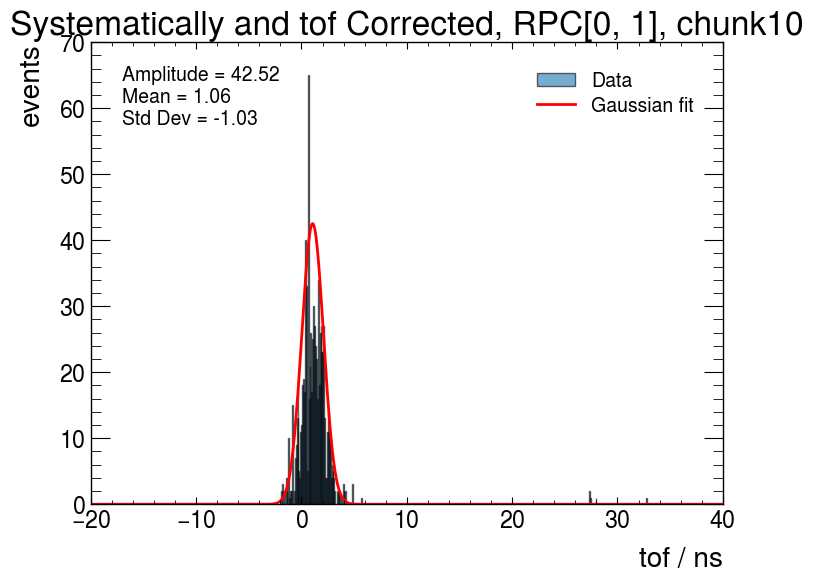 Systematically and tof Corrected, RPC[0, 1], chunk10
events
70
60
50
40
30
20
10
0
Amplitude = 42.52
Mean = 1.06
Std Dev = -1.03
Data
Gaussian fit
−20
−10
0
10
20
30
40
tof / ns